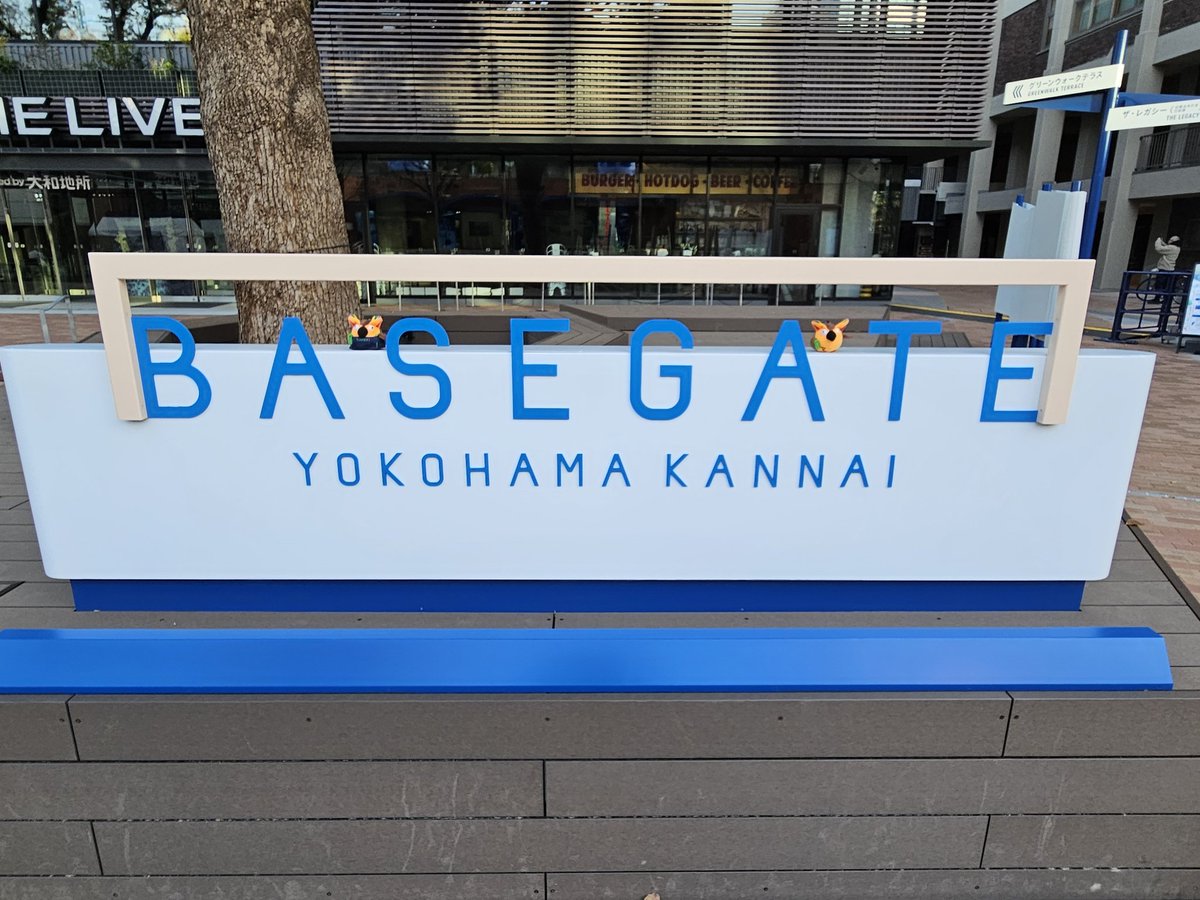 THE LIVE
by 大和地所
BURGER・HOTDOG・BEER・COFFEE
グリーンウォークテラス
GREENWALK TERRACE
ザ・レガシー
THE LEGACY
BASEGATE
YOKOHAMA KANNAI